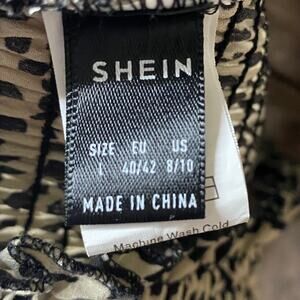 SHEIN
SIZE EU US
L 40/42 8/10
MADE IN CHINA
Machine Wash Cold